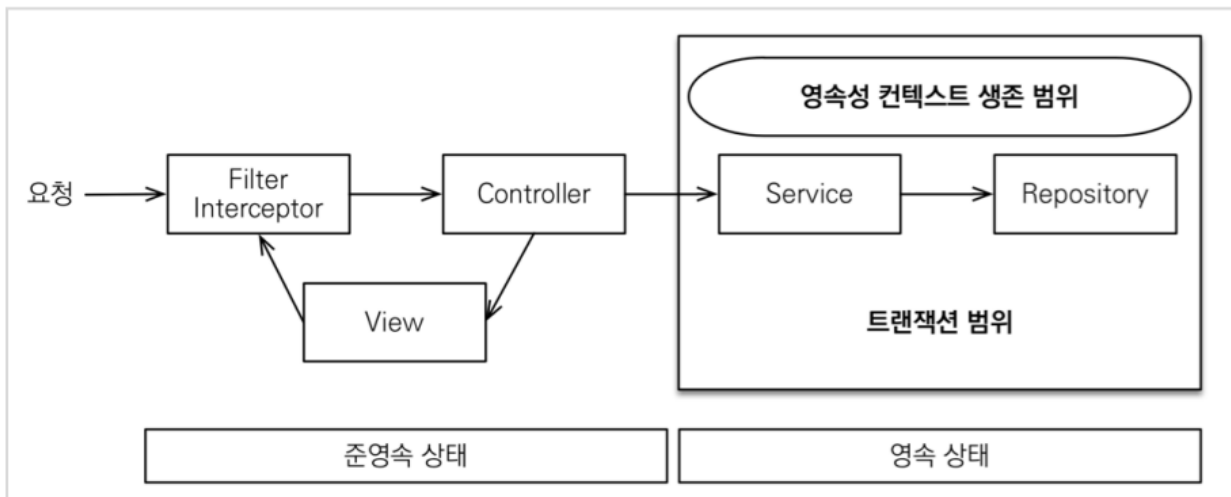 영속성 컨텍스트 생존 범위
요청
Filter
Interceptor
Controller
Service
Repository
View
트랜잭션 범위
준영속 상태
영속 상태